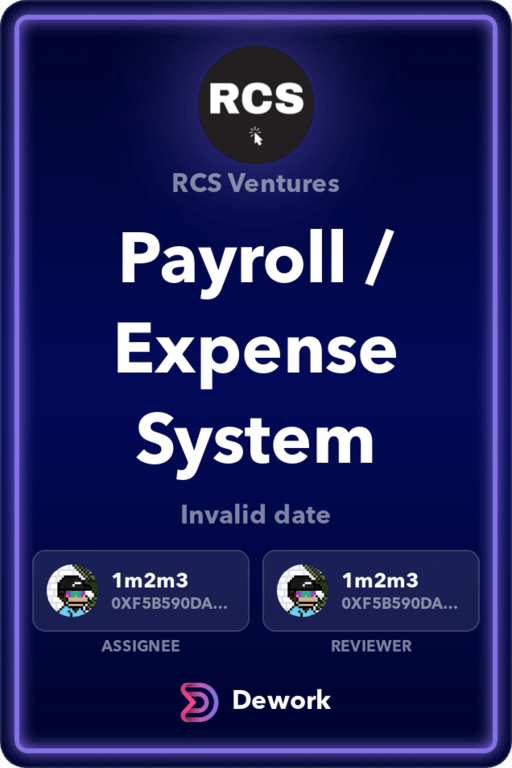 RCS
RCS Ventures
Payroll /
Expense
System
Invalid date
1m2m3
0XF5B590DA...
ASSIGNEE
1m2m3
0XF5B590DA...
REVIEWER
Dework